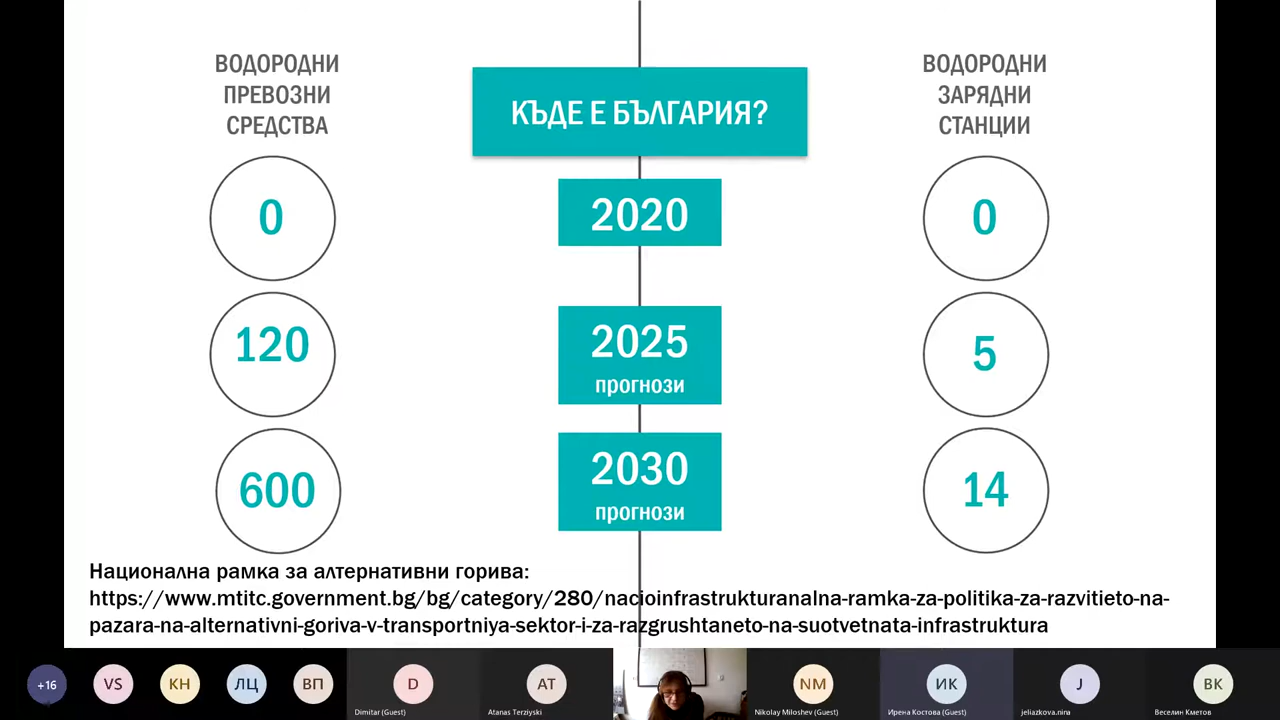 ВОДОРОДНИ
ПРЕВОЗНИ
СРЕДСТВА
КЪДЕ Е БЪЛГАРИЯ?
ВОДОРОДНИ
ЗАРЯДНИ
СТАНЦИИ
0
2020
0
120
2025
прогнози
5
600
2030
прогнози
14
Национална рамка за алтернативни горива:
https://www.mtitc.government.bg/bg/category/280/nacioinfrastrukturanalna-ramka-za-politika-za-razvitieto-na-
pazara-na-alternativni-goriva-v-transportniya-sektor-i-za-razgrushtaneto-na-suotvetnata-infrastruktura
+16
VS
КН
ЛЦ
ВП
D
AT
NM
ИК
J
ВК
Dimitar (Guest)
Atanas Terziyski
Nikolay Miloshev (Guest)
Ирена Костова (Guest)
jeliazkova.nina
Веселин Кметов